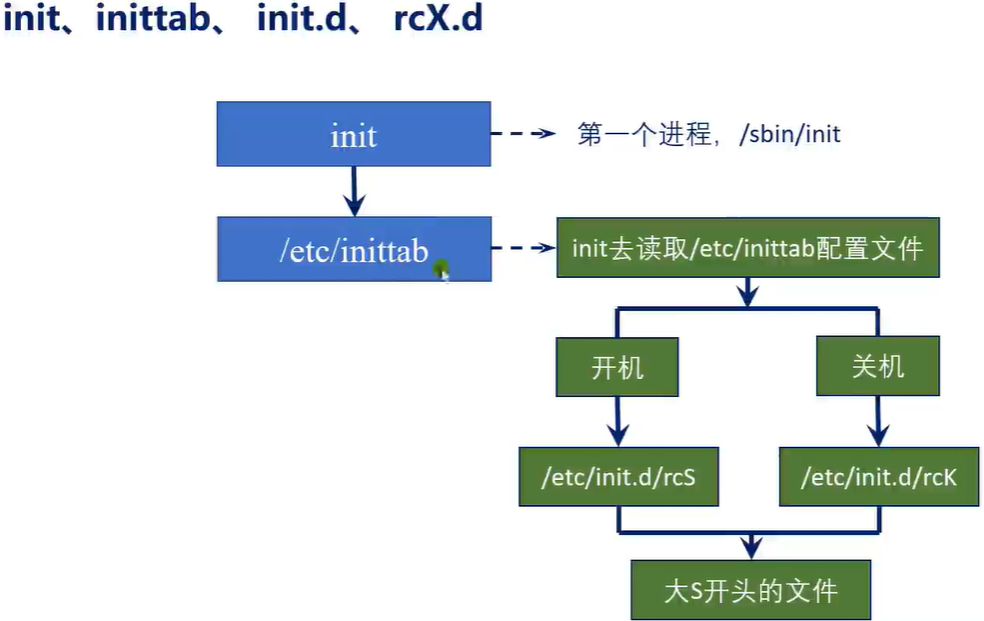 init、inittab、 init.d、 rcX.d
init
第一个进程，/sbin/init
/etc/inittab
init去读取/etc/inittab配置文件
开机
关机
/etc/init.d/rcS
/etc/init.d/rcK
大S开头的文件